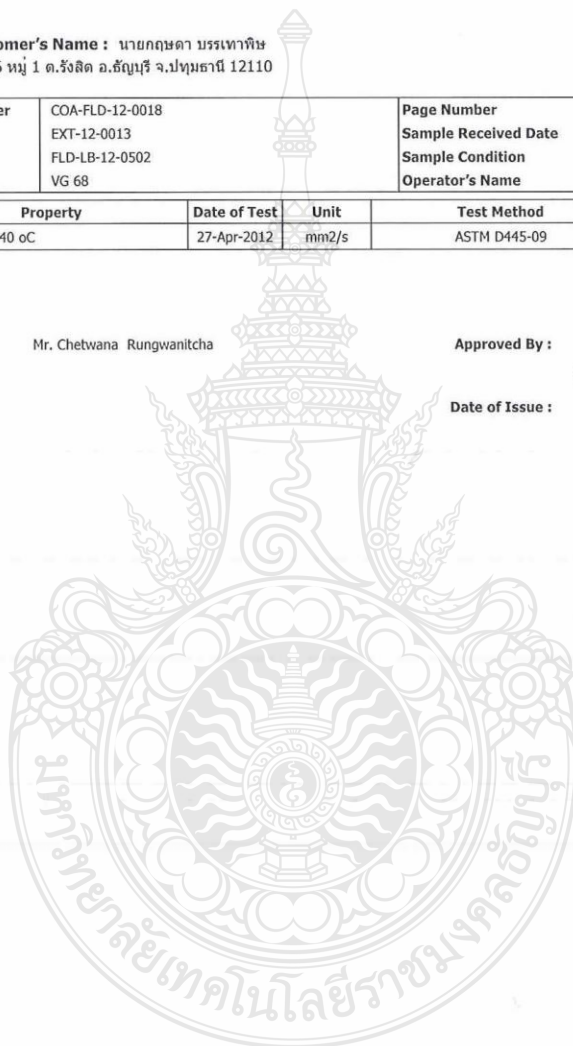 omer's Name : นายกฤษดา บรรเทาพิษ
6 หมู่ 1 ต.รังสิต อ.ธัญบุรี จ.ปทุมธานี 12110
er COA-FLD-12-0018 Page Number
EXT-12-0013 Sample Received Date
FLD-LB-12-0502 Sample Condition
VG 68 Operator's Name
Property Date of Test Unit Test Method
40 oC 27-Apr-2012 mm2/s ASTM D445-09
Mr. Chetwana Rungwanitcha Approved By :
Date of Issue :
มหาวิทยาลัยเทคโนโลยีราชมงคลธัญบุรี